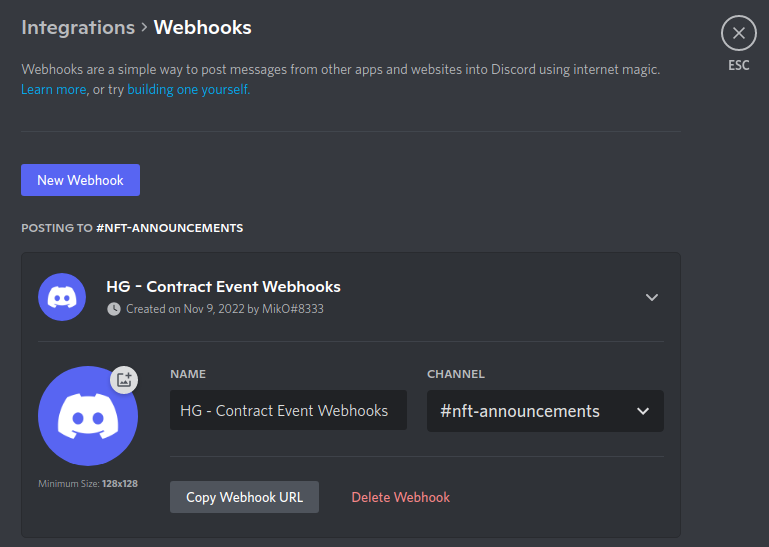 Integrations > Webhooks
ESC
Webhooks are a simple way to post messages from other apps and websites into Discord using internet magic.
Learn more, or try building one yourself.
New Webhook
POSTING TO #NFT-ANNOUNCEMENTS
HG - Contract Event Webhooks
Created on Nov 9, 2022 by MikO#8333
NAME
CHANNEL
HG - Contract Event Webhooks
#nft-announcements
Minimum Size: 128x128
Copy Webhook URL
Delete Webhook